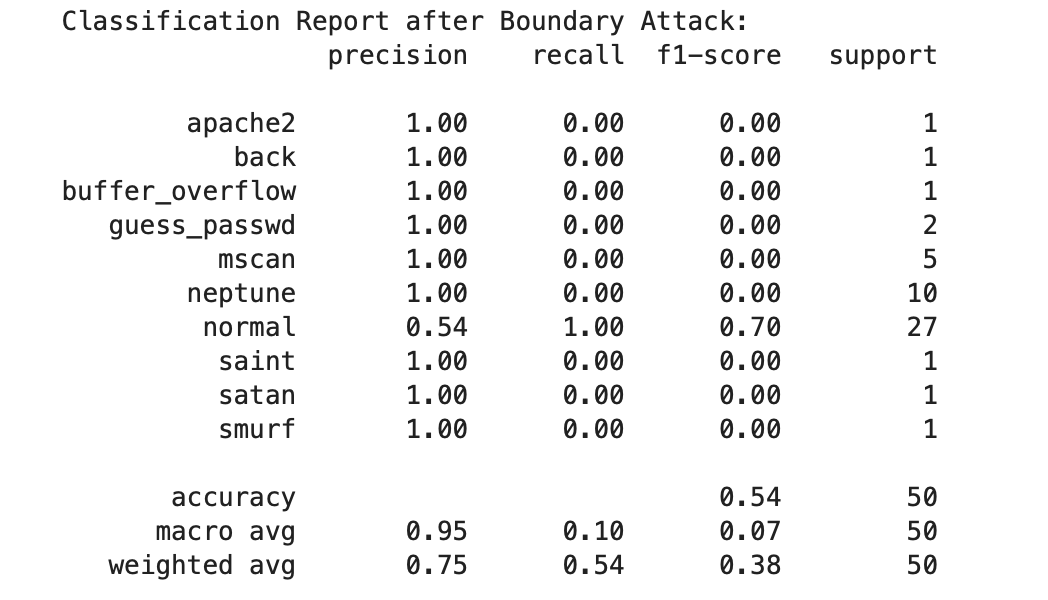 Classification Report after Boundary Attack:
precision recall f1-score support
apache2 1.00 0.00 0.00 1
back 1.00 0.00 0.00 1
buffer_overflow 1.00 0.00 0.00 1
guess_passwd 1.00 0.00 0.00 2
mscan 1.00 0.00 0.00 5
neptune 1.00 0.00 0.00 10
normal 0.54 1.00 0.70 27
saint 1.00 0.00 0.00 1
satan 1.00 0.00 0.00 1
smurf 1.00 0.00 0.00 1
accuracy 0.54 50
macro avg 0.95 0.10 0.07 50
weighted avg 0.75 0.54 0.38 50